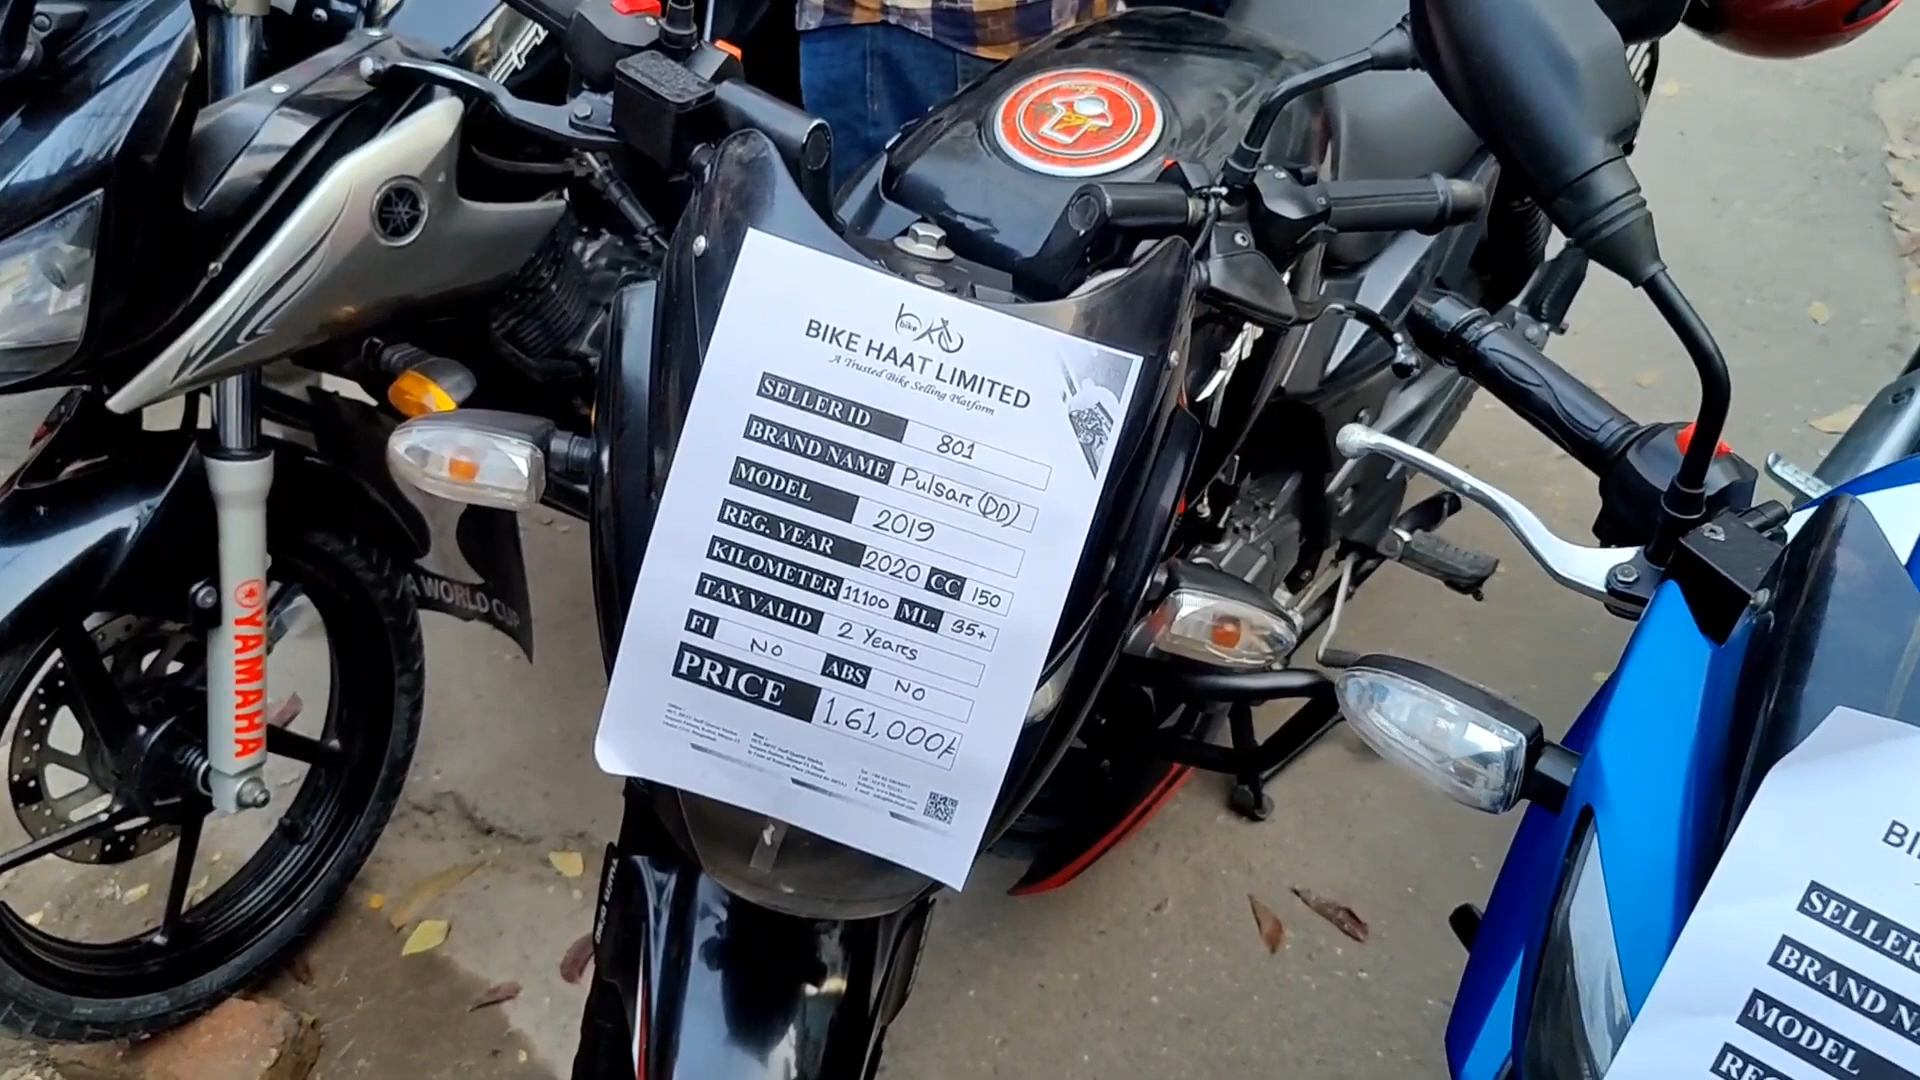 bike
BIKE HAAT LIMITED
A Trusted Bike Selling Platform
SELLER ID 801
BRAND NAME Pulsar (DD)
MODEL 2019
REG. YEAR 2020 CC 150
KILOMETER 11100 ML. 35+
TAX VALID 2 Years
FI NO ABS NO
PRICE 1,61,000/-
YAMAHA
A WORLD CUP
BI
SELLER
BRAND NA
MODEL
RE